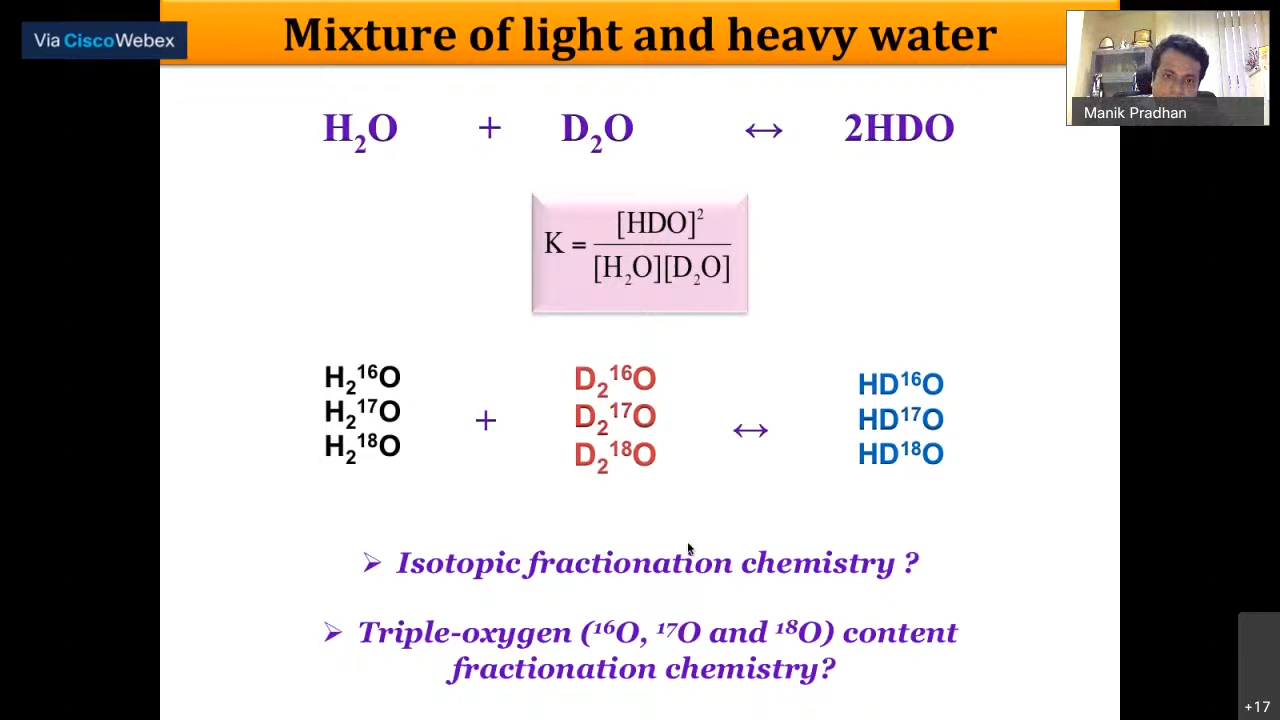 Via CiscoWebex
Mixture of light and heavy water
Manik Pradhan
H₂O + D₂O ↔ 2HDO
K = [HDO]² / [H₂O][D₂O]
H₂¹⁶O D₂¹⁶O HD¹⁶O
H₂¹⁷O + D₂¹⁷O ↔ HD¹⁷O
H₂¹⁸O D₂¹⁸O HD¹⁸O
➢ Isotopic fractionation chemistry ?
➢ Triple-oxygen (¹⁶O, ¹⁷O and ¹⁸O) content
fractionation chemistry?
+17